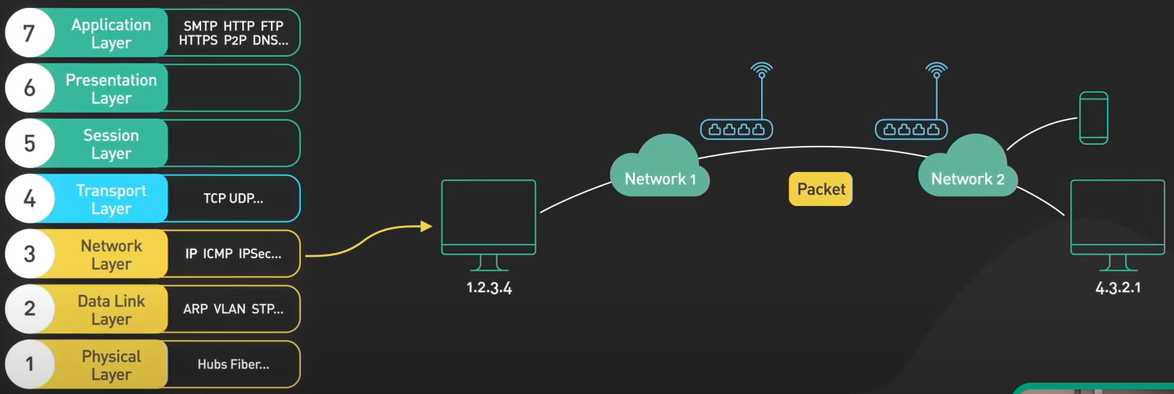 7
Application
Layer
SMTP HTTP FTP
HTTPS P2P DNS...
6
Presentation
Layer
5
Session
Layer
4
Transport
Layer
TCP UDP...
3
Network
Layer
IP ICMP IPSec...
2
Data Link
Layer
ARP VLAN STP...
1
Physical
Layer
Hubs Fiber...
Network 1
Packet
Network 2
1.2.3.4
4.3.2.1